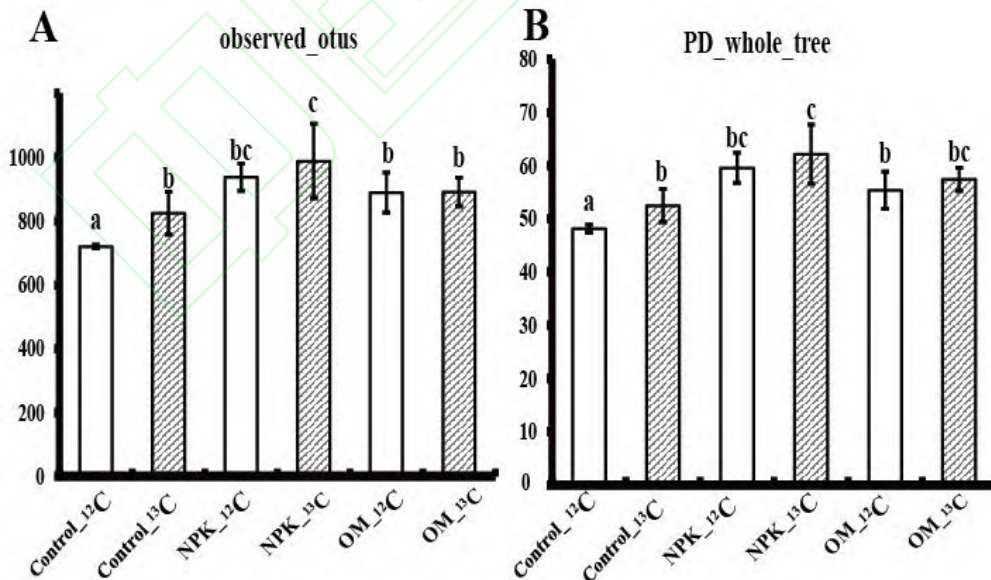 A
observed_otus
1000
800
600
400
200
0
a
b
bc
c
b
b
Control_¹²C
Control_¹³C
NPK_¹²C
NPK_¹³C
OM_¹²C
OM_¹³C
B
PD_whole_tree
80
70
60
50
40
30
20
10
0
a
b
bc
c
b
bc
Control_¹²C
Control_¹³C
NPK_¹²C
NPK_¹³C
OM_¹²C
OM_¹³C